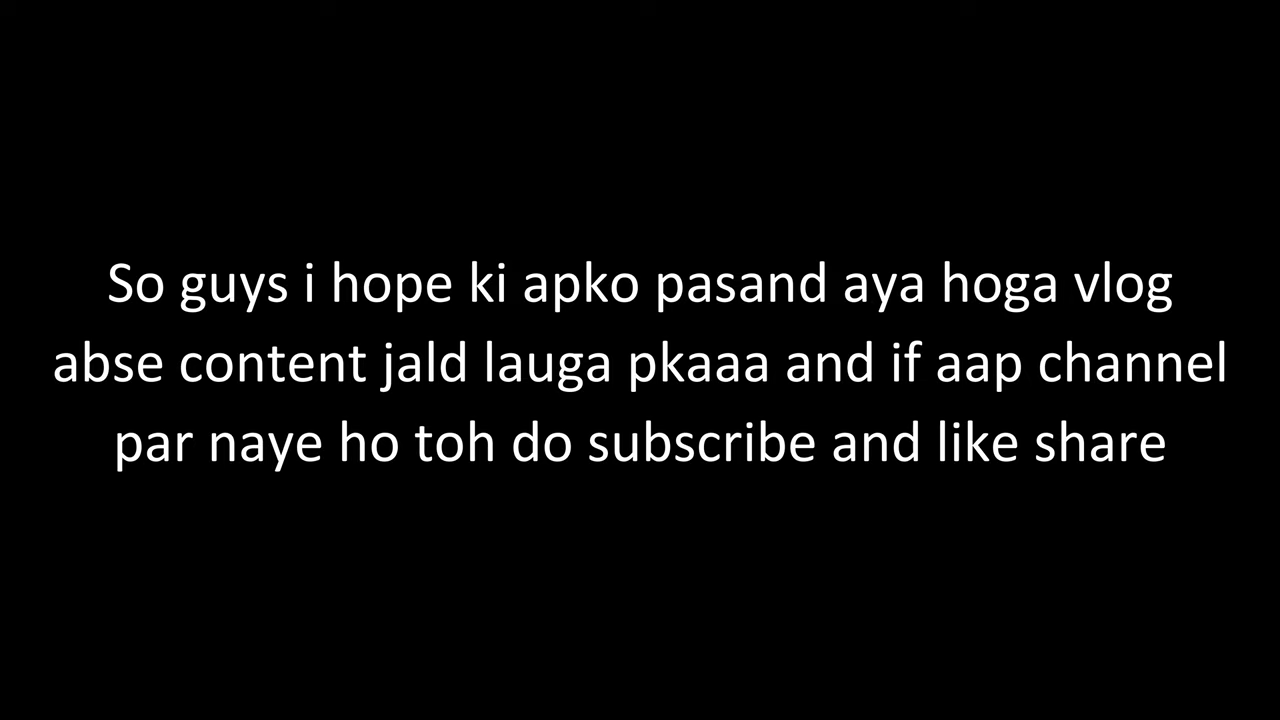 So guys i hope ki apko pasand aya hoga vlog
abse content jald lauga pkaaa and if aap channel
par naye ho toh do subscribe and like share